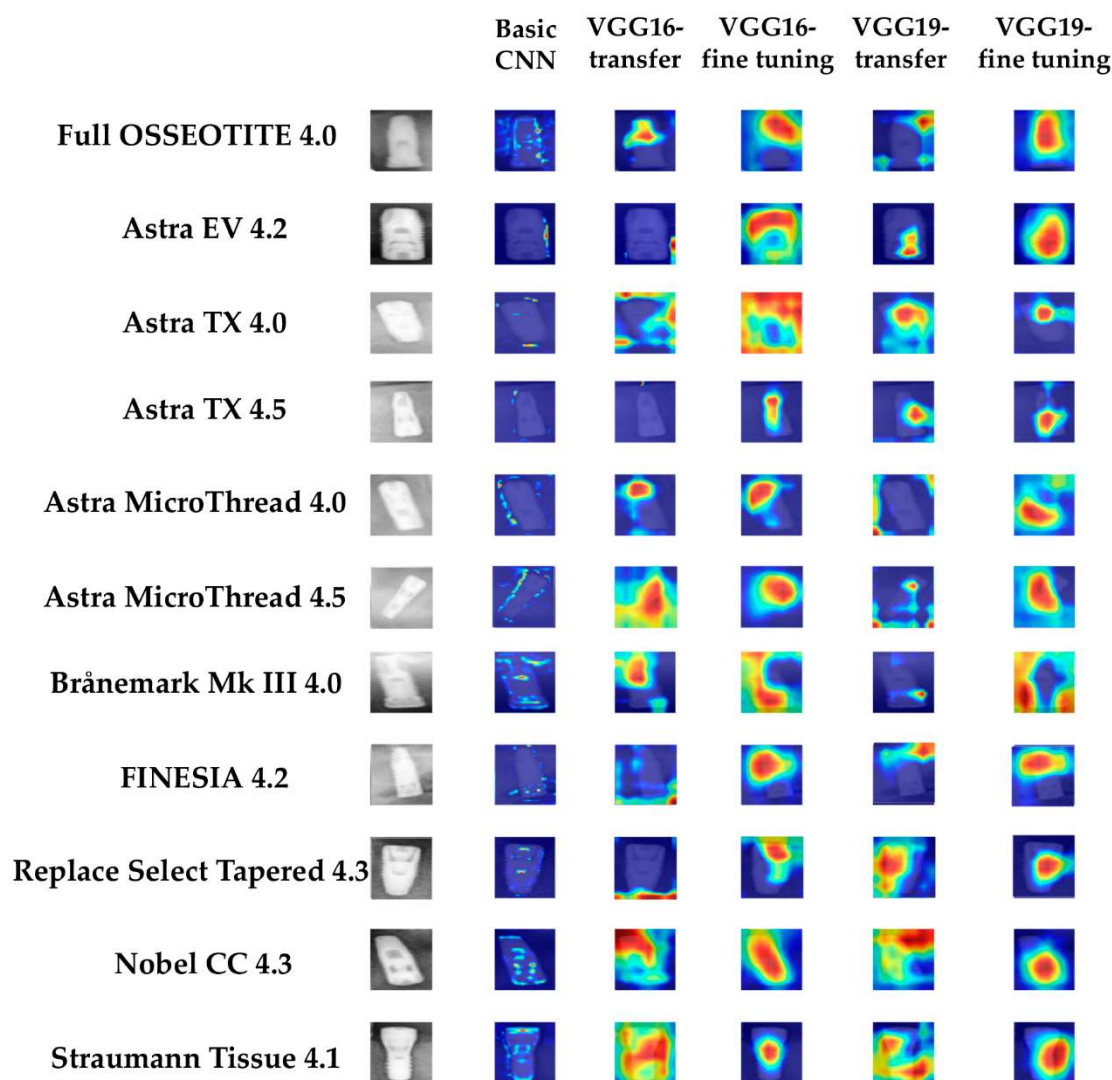 Basic VGG16- VGG16- VGG19- VGG19-
CNN transfer fine tuning transfer fine tuning
Full OSSEOTITE 4.0
Astra EV 4.2
Astra TX 4.0
Astra TX 4.5
Astra MicroThread 4.0
Astra MicroThread 4.5
Brånemark Mk III 4.0
FINESIA 4.2
Replace Select Tapered 4.3
Nobel CC 4.3
Straumann Tissue 4.1